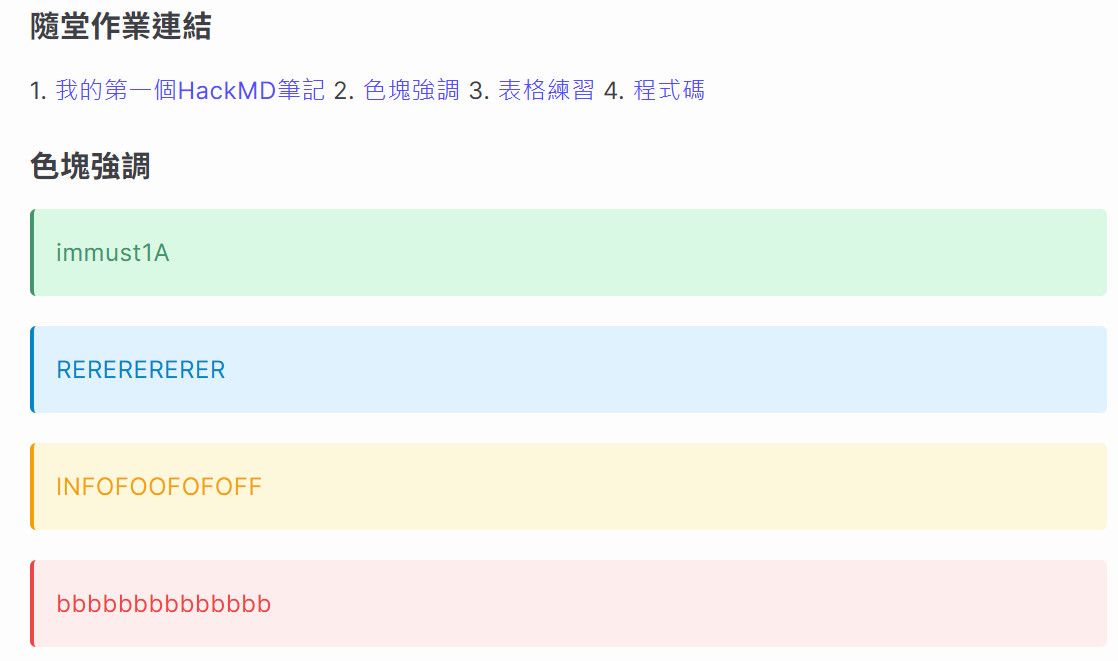 隨堂作業連結
1. 我的第一個HackMD筆記 2. 色塊強調 3. 表格練習 4. 程式碼
色塊強調
immust1A
RERERERERER
INFOFOOFOFOFF
bbbbbbbbbbbbbb